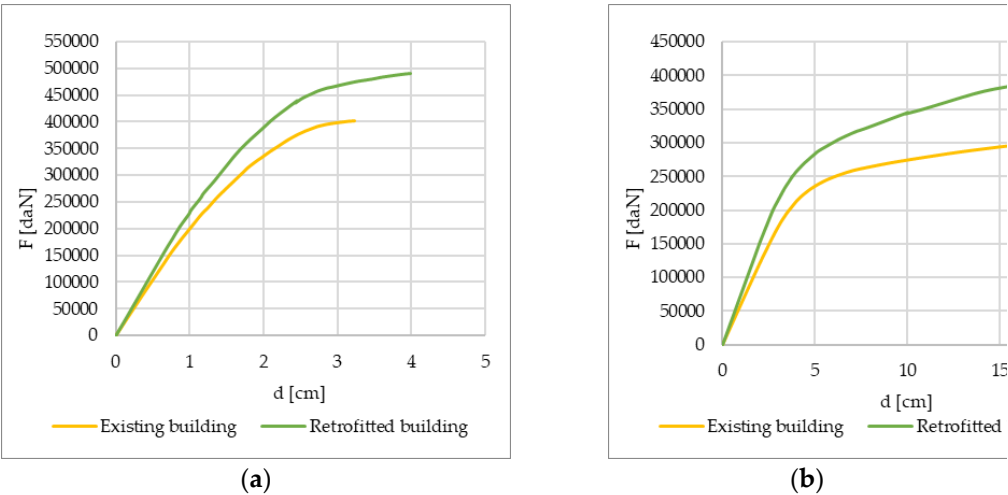 550000
500000
450000
400000
350000
300000
250000
200000
150000
100000
50000
0
F [daN]
0 1 2 3 4 5
d [cm]
Existing building Retrofitted building
(a)
450000
400000
350000
300000
250000
200000
150000
100000
50000
0
F [daN]
0 5 10 15
d [cm]
Existing building Retrofitted
(b)